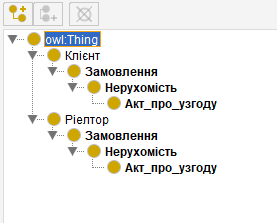 owl:Thing
Клієнт
Замовлення
Нерухомість
Акт_про_узгоду
Ріелтор
Замовлення
Нерухомість
Акт_про_узгоду